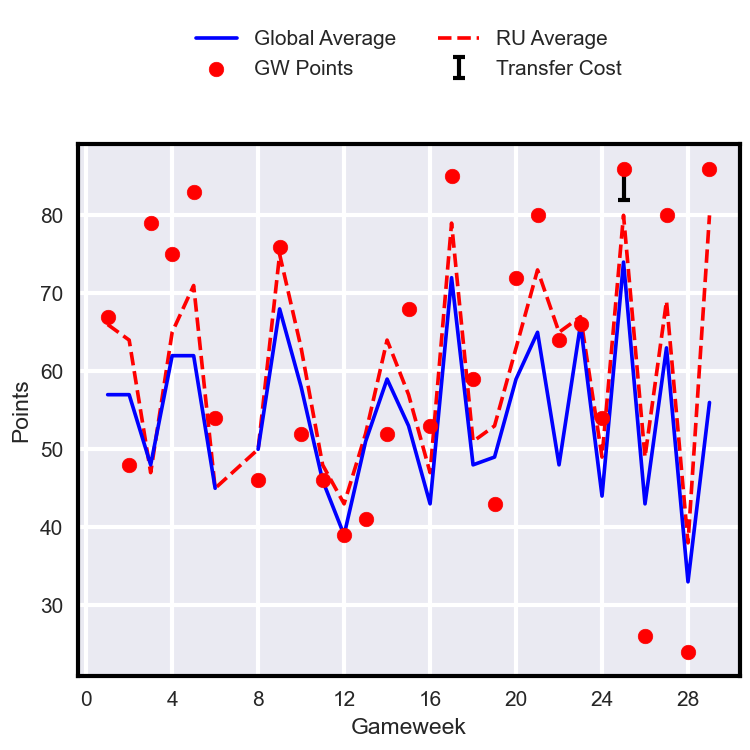 Global Average
RU Average
GW Points
Transfer Cost
80
70
60
50
40
30
Points
0 4 8 12 16 20 24 28
Gameweek